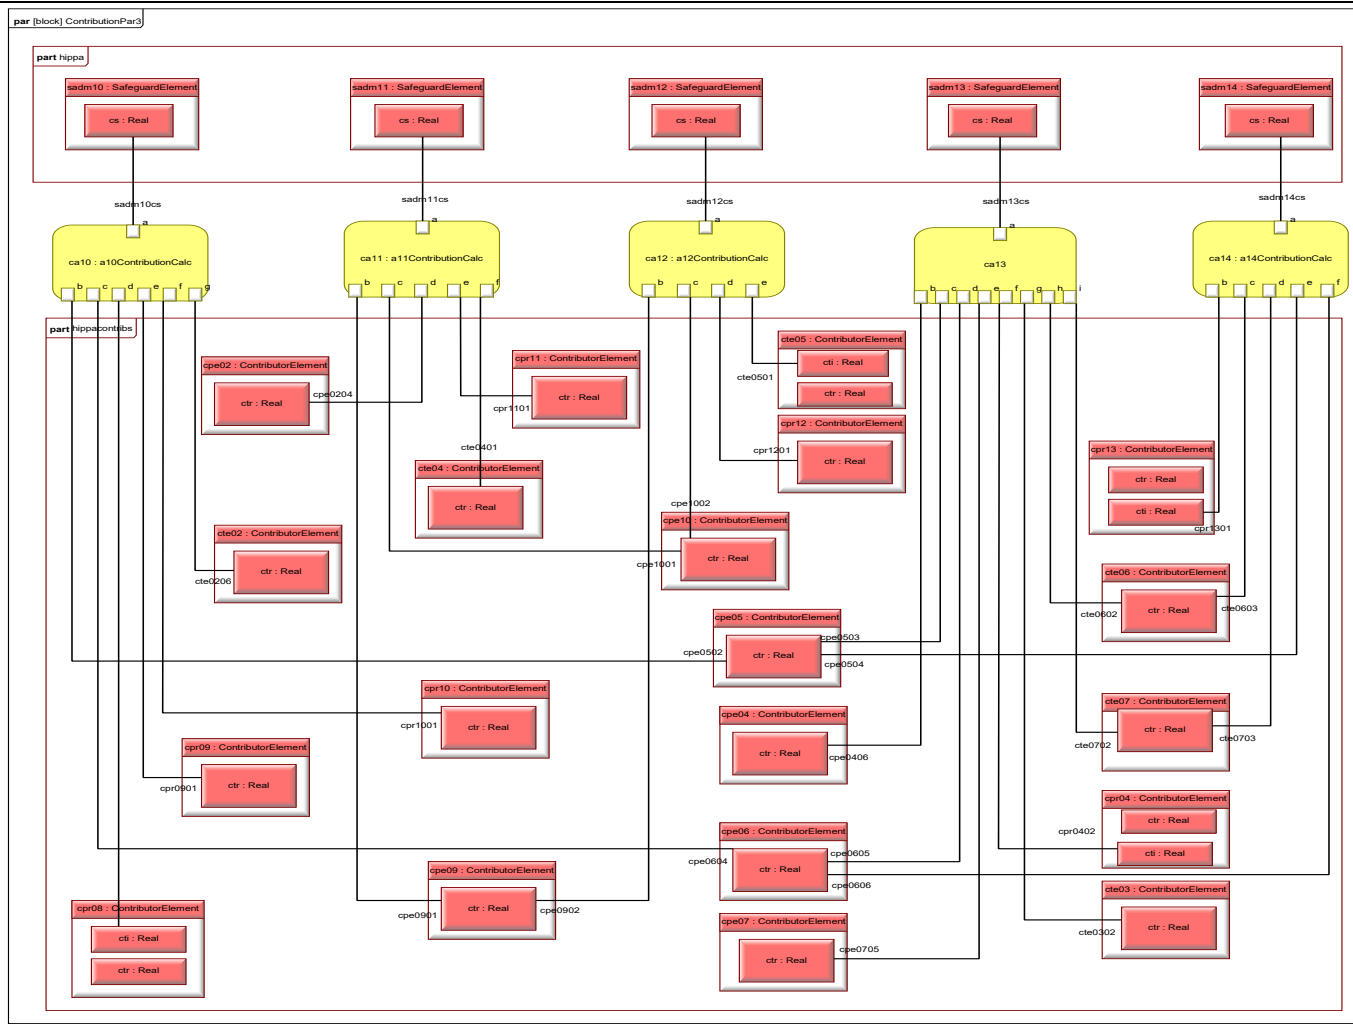 par [block] ContributionPar3
part hippa
sadm10 : SafeguardElement
sadm11 : SafeguardElement
sadm12 : SafeguardElement
sadm13 : SafeguardElement
sadm14 : SafeguardElement
cs : Real
cs : Real
cs : Real
cs : Real
cs : Real
sadm10cs
sadm11cs
sadm12cs
sadm13cs
sadm14cs
a
a
a
a
a
ca10 : a10ContributionCalc
ca11 : a11ContributionCalc
ca12 : a12ContributionCalc
ca13
ca14 : a14ContributionCalc
b c d e f g
b c d e f
b c d e
b c d e f g h i
b c d e f
part hippacontribs
cte05 : ContributorElement
cti : Real
ctr : Real
cte0501
cpe02 : ContributorElement
ctr : Real
cpe0204
cpr11 : ContributorElement
ctr : Real
cpr1101
cpr12 : ContributorElement
ctr : Real
cpr1201
cte0401
cte04 : ContributorElement
ctr : Real
cpr13 : ContributorElement
ctr : Real
cti : Real
cpr1301
cpe1002
cpe10 : ContributorElement
ctr : Real
cpe1001
cte02 : ContributorElement
ctr : Real
cte0206
cte06 : ContributorElement
ctr : Real
cte0602
cte0603
cpe05 : ContributorElement
ctr : Real
cpe0502
cpe0503
cpe0504
cpr10 : ContributorElement
ctr : Real
cpr1001
cpe04 : ContributorElement
ctr : Real
cpe0406
cte07 : ContributorElement
ctr : Real
cte0702
cte0703
cpr09 : ContributorElement
ctr : Real
cpr0901
cpr04 : ContributorElement
ctr : Real
cti : Real
cpr0402
cpe06 : ContributorElement
ctr : Real
cpe0604
cpe0605
cpe0606
cpe09 : ContributorElement
ctr : Real
cpe0901
cpe0902
cte03 : ContributorElement
ctr : Real
cte0302
cpr08 : ContributorElement
cti : Real
ctr : Real
cpe07 : ContributorElement
ctr : Real
cpe0705